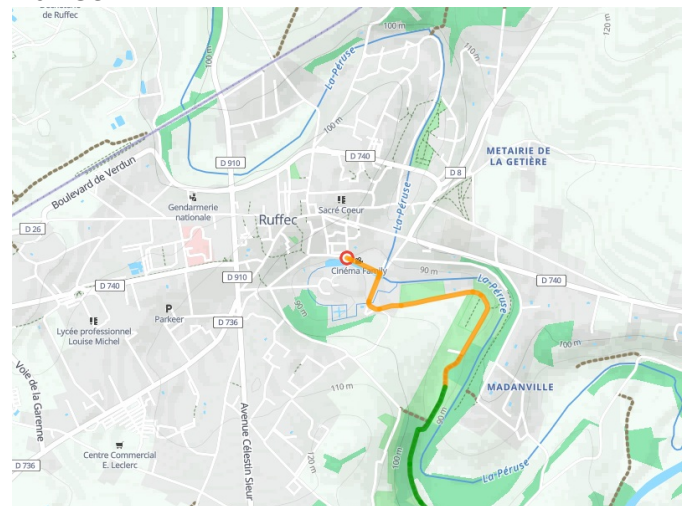 de Ruffec
100 m
La-Péruse
110 m
120 m
100 m
METAIRIE DE
LA GETIÈRE
D 740
D 910
D 8
Boulevard de Verdun
Gendarmerie
nationale
Sacré Coeur
La-Péruse
Ruffec
D 26
Cinéma Family
90 m
La-Péruse
D 740
D 910
D 740
90 m
Parkeer
D 736
Lycée professionnel
Louise Michel
100 m
Voie de la Garenne
110 m
MADANVILLE
Avenue Célestin Sieur
90 m
Centre Commercial
E. Leclerc
D 736
120 m
100 m
La-Péruse